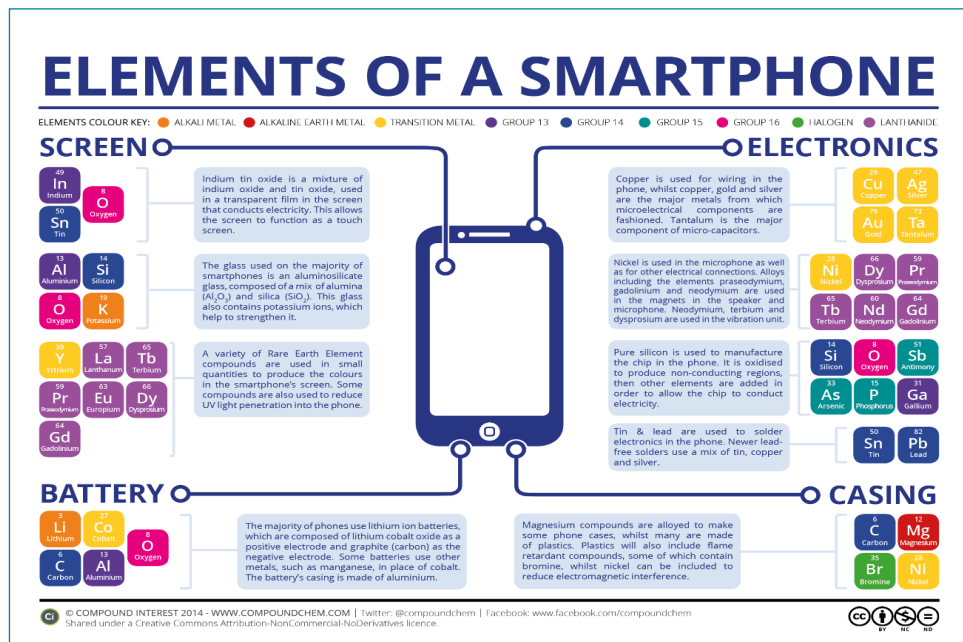 ELEMENTS OF A SMARTPHONE
ELEMENTS COLOUR KEY: ALKALI METAL ALKALINE EARTH METAL TRANSITION METAL GROUP 13 GROUP 14 GROUP 15 GROUP 16 HALOGEN LANTHANIDE
SCREEN
49
In
Indium
8
O
Oxygen
50
Sn
Tin
Indium tin oxide is a mixture of
indium oxide and tin oxide, used
in a transparent film in the screen
that conducts electricity. This allows
the screen to function as a touch
screen.
13
Al
Aluminium
14
Si
Silicon
8
O
Oxygen
19
K
Potassium
The glass used on the majority of
smartphones is an aluminosilicate
glass, composed of a mix of alumina
(Al₂O₃) and silica (SiO₂). This glass
also contains potassium ions, which
help to strengthen it.
39
Y
Yttrium
57
La
Lanthanum
65
Tb
Terbium
59
Pr
Praseodymium
63
Eu
Europium
66
Dy
Dysprosium
64
Gd
Gadolinium
A variety of Rare Earth Element
compounds are used in small
quantities to produce the colours
in the smartphone's screen. Some
compounds are also used to reduce
UV light penetration into the phone.
ELECTRONICS
Copper is used for wiring in the
phone, whilst copper, gold and silver
are the major metals from which
microelectrical components are
fashioned. Tantalum is the major
component of micro-capacitors.
29
Cu
Copper
47
Ag
Silver
79
Au
Gold
73
Ta
Tantalum
Nickel is used in the microphone as well
as for other electrical connections. Alloys
including the elements praseodymium,
gadolinium and neodymium are used
in the magnets in the speaker and
microphone. Neodymium, terbium and
dysprosium are used in the vibration unit.
28
Ni
Nickel
66
Dy
Dysprosium
59
Pr
Praseodymium
65
Tb
Terbium
60
Nd
Neodymium
64
Gd
Gadolinium
Pure silicon is used to manufacture
the chip in the phone. It is oxidised
to produce non-conducting regions,
then other elements are added in
order to allow the chip to conduct
electricity.
14
Si
Silicon
8
O
Oxygen
51
Sb
Antimony
33
As
Arsenic
15
P
Phosphorus
31
Ga
Gallium
Tin & lead are used to solder
electronics in the phone. Newer lead-
free solders use a mix of tin, copper
and silver.
50
Sn
Tin
82
Pb
Lead
BATTERY
3
Li
Lithium
27
Co
Cobalt
8
O
Oxygen
6
C
Carbon
13
Al
Aluminium
The majority of phones use lithium ion batteries,
which are composed of lithium cobalt oxide as a
positive electrode and graphite (carbon) as the
negative electrode. Some batteries use other
metals, such as manganese, in place of cobalt.
The battery's casing is made of aluminium.
CASING
Magnesium compounds are alloyed to make
some phone cases, whilst many are made
of plastics. Plastics will also include flame
retardant compounds, some of which contain
bromine, whilst nickel can be included to
reduce electromagnetic interference.
6
C
Carbon
12
Mg
Magnesium
35
Br
Bromine
28
Ni
Nickel
Ci
© COMPOUND INTEREST 2014 - WWW.COMPOUNDCHEM.COM | Twitter: @compoundchem | Facebook: www.facebook.com/compoundchem
Shared under a Creative Commons Attribution-NonCommercial-NoDerivatives licence.
cc
BY NC ND